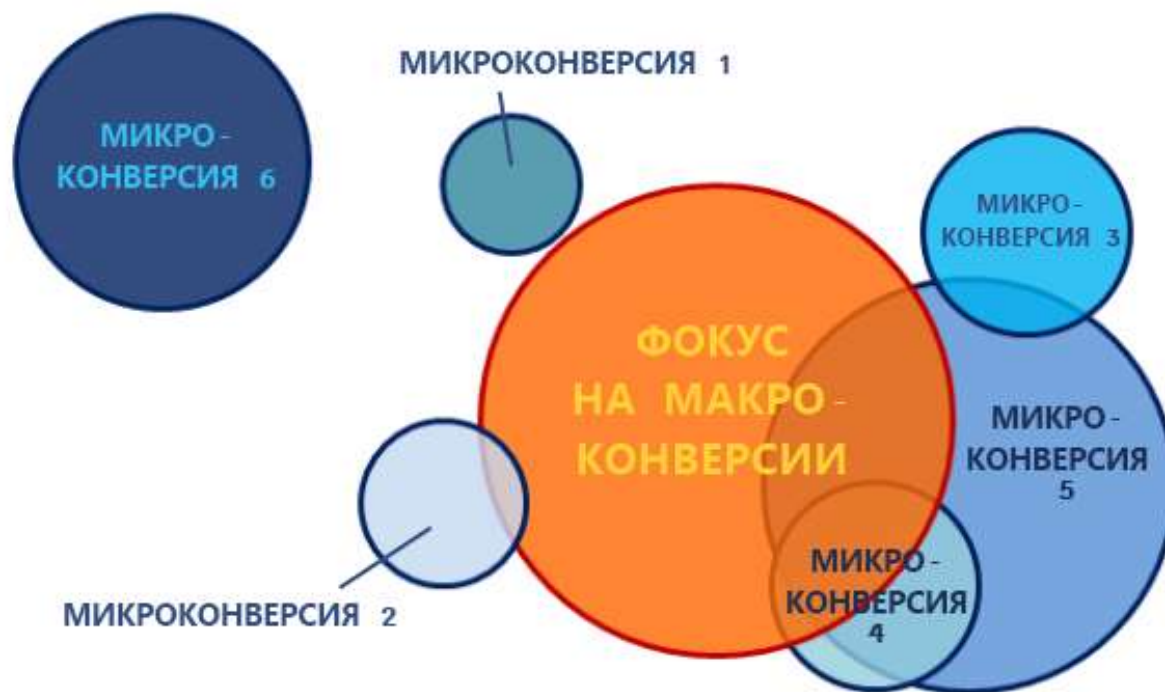 МИКРОКОНВЕРСИЯ 1
МИКРО-
КОНВЕРСИЯ 6
МИКРО-
КОНВЕРСИЯ 3
ФОКУС
НА МАКРО-
КОНВЕРСИИ
МИКРО-
КОНВЕРСИЯ
5
МИКРО-
КОНВЕРСИЯ
4
МИКРОКОНВЕРСИЯ 2